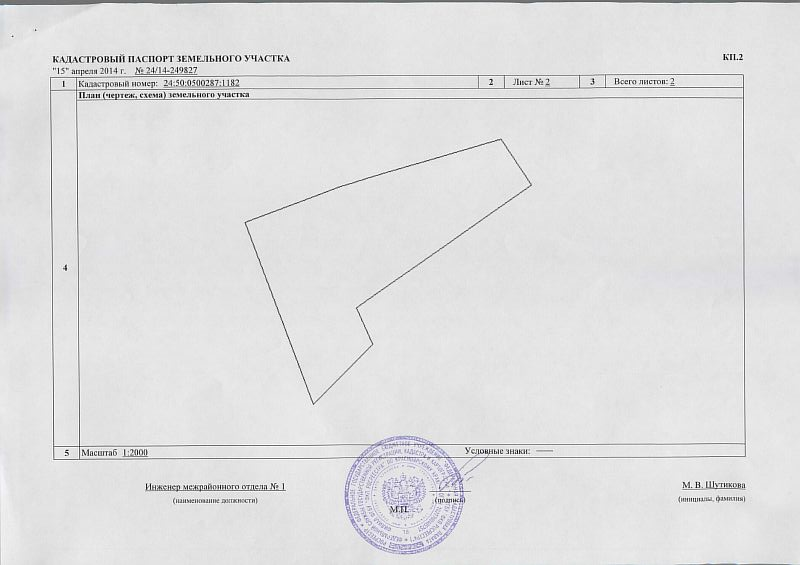 КАДАСТРОВЫЙ ПАСПОРТ ЗЕМЕЛЬНОГО УЧАСТКА КП.2
"15" апреля 2014 г. № 24/14-249827
1 Кадастровый номер: 24:50:0500287:1182 2 Лист № 2 3 Всего листов: 2
План (чертеж, схема) земельного участка
4
5 Масштаб 1:2000 Условные знаки:
Инженер межрайонного отдела № 1 М. В. Шутикова
(наименование должности) (подпись) (инициалы, фамилия)
М.П.